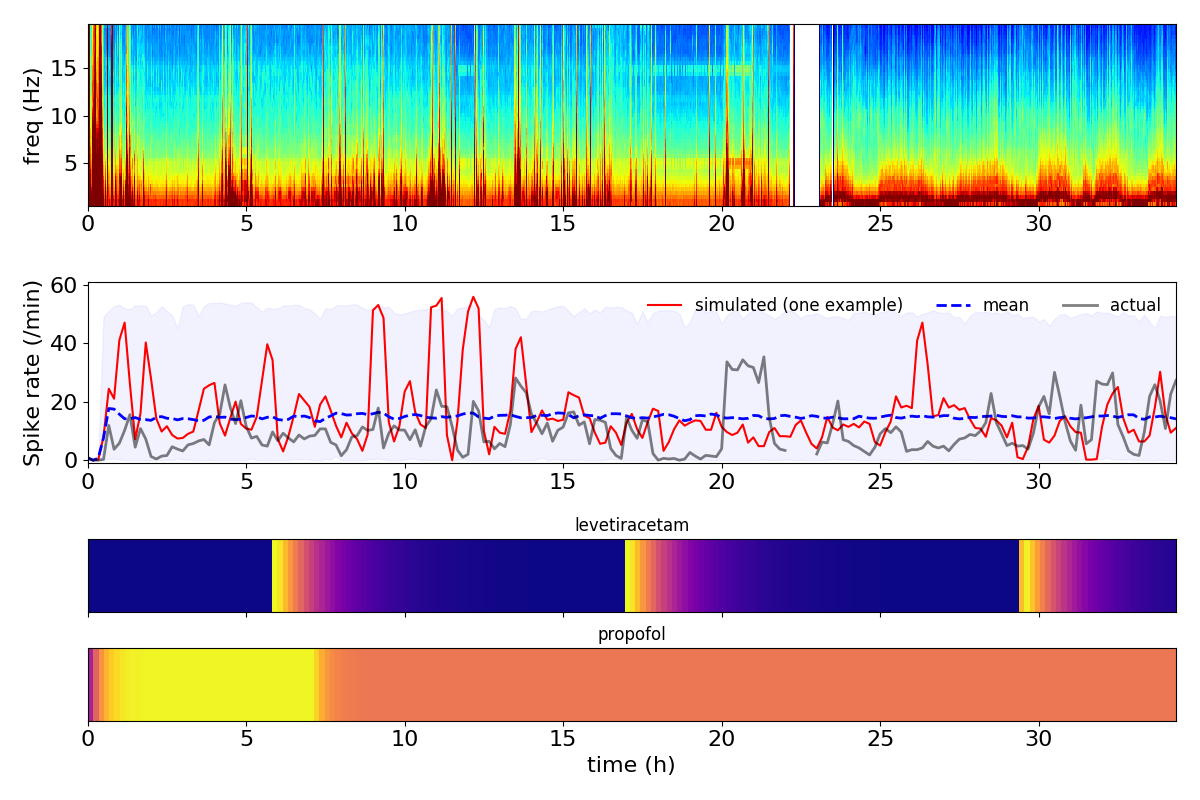 freq (Hz)
15
10
5
0 5 10 15 20 25 30
Spike rate (/min)
60
40
20
0
simulated (one example) mean actual
0 5 10 15 20 25 30
levetiracetam
propofol
0 5 10 15 20 25 30
time (h)